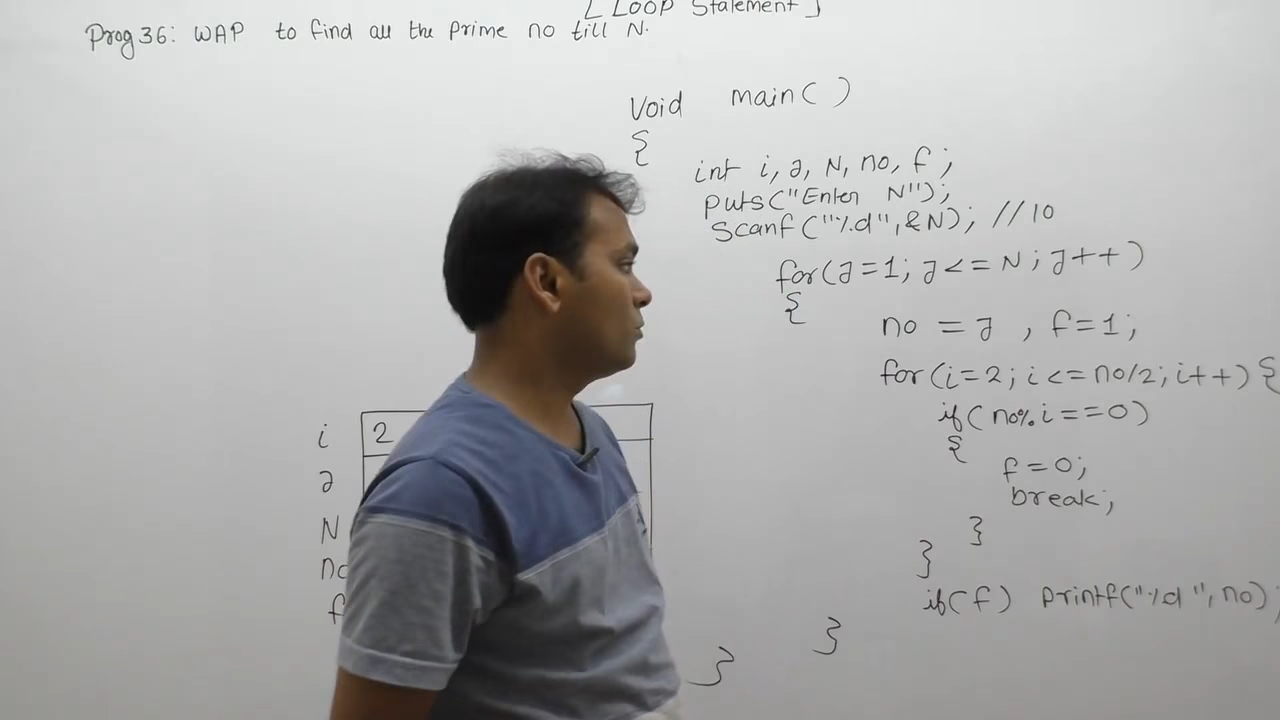 [ Loop Statement ]
Prog 36: WAP to find all the prime no till N.
Void main( )
{
int i, J, N, no, f ;
puts("Enter N");
Scanf ("%d",&N); //10
for(J=1; J<=N; J++)
{
no = J , f=1;
for(i=2; i<=no/2; i++) {
if( no%i==0)
{
f=0;
break;
}
}
if(f) printf("%d",no);
}
}
i 2
J
N
no
f